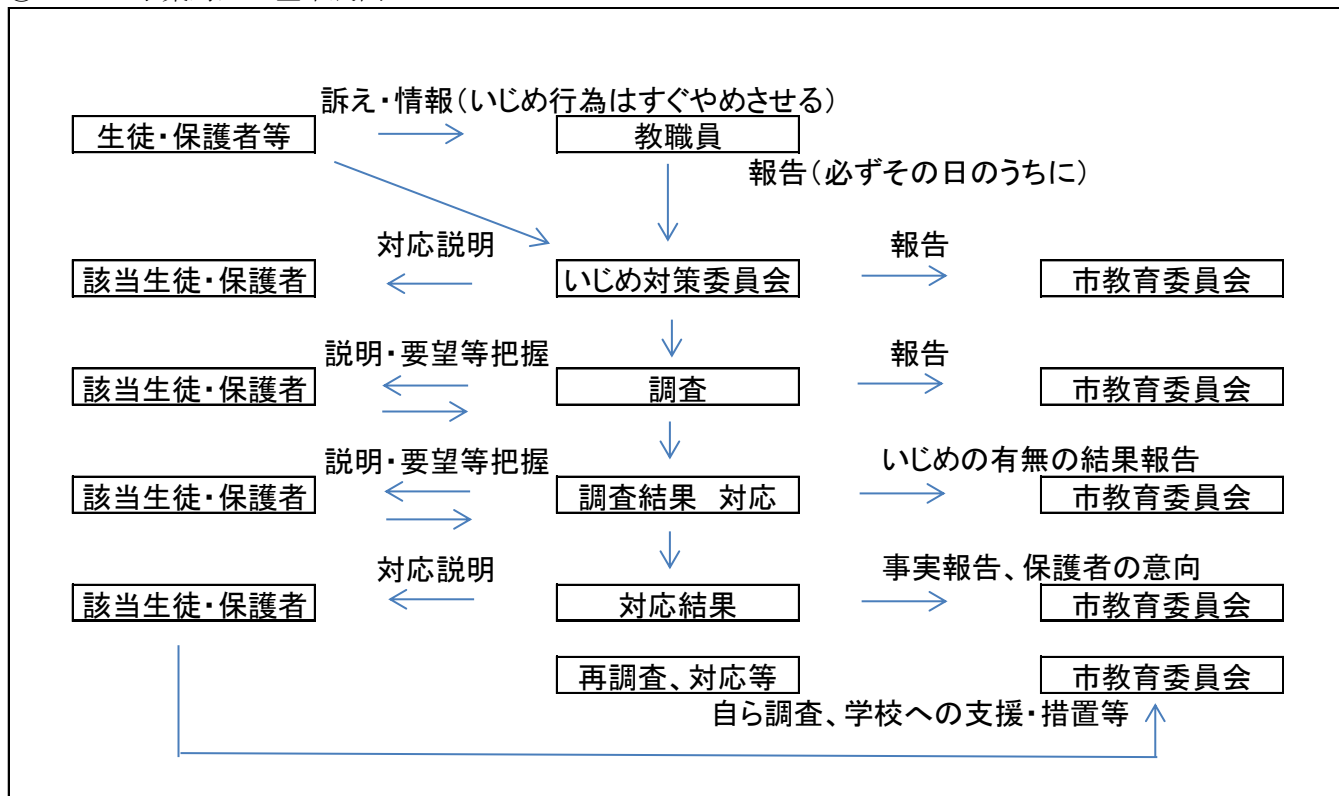 訴え・情報（いじめ行為はすぐやめさせる）
生徒・保護者等
教職員
報告（必ずその日のうちに）
対応説明
報告
該当生徒・保護者
いじめ対策委員会
市教育委員会
説明・要望等把握
報告
該当生徒・保護者
調査
市教育委員会
説明・要望等把握
いじめの有無の結果報告
該当生徒・保護者
調査結果　対応
市教育委員会
対応説明
事実報告、保護者の意向
該当生徒・保護者
対応結果
市教育委員会
再調査、対応等
市教育委員会
自ら調査、学校への支援・措置等